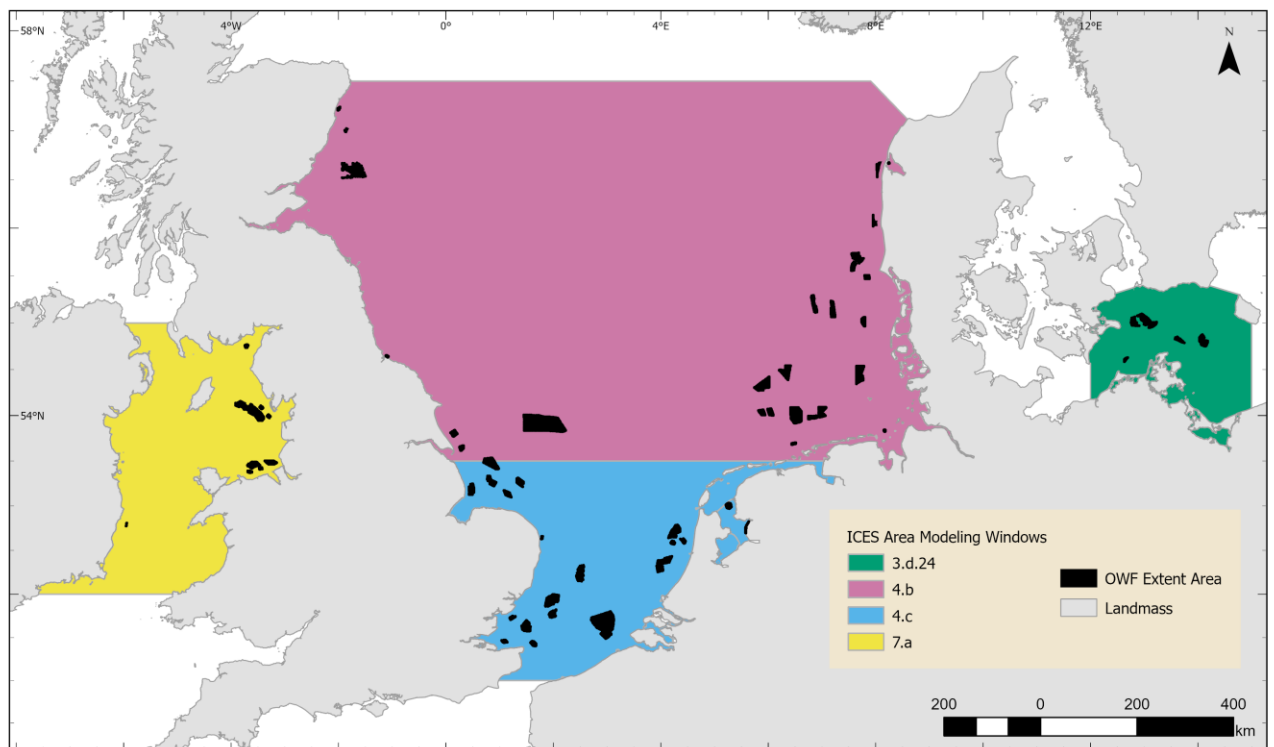 4°W 0° 4°E 8°E 12°E
58°N
N
54°N
ICES Area Modeling Windows
3.d.24
4.b
4.c
7.a
OWF Extent Area
Landmass
200 0 200 400
km